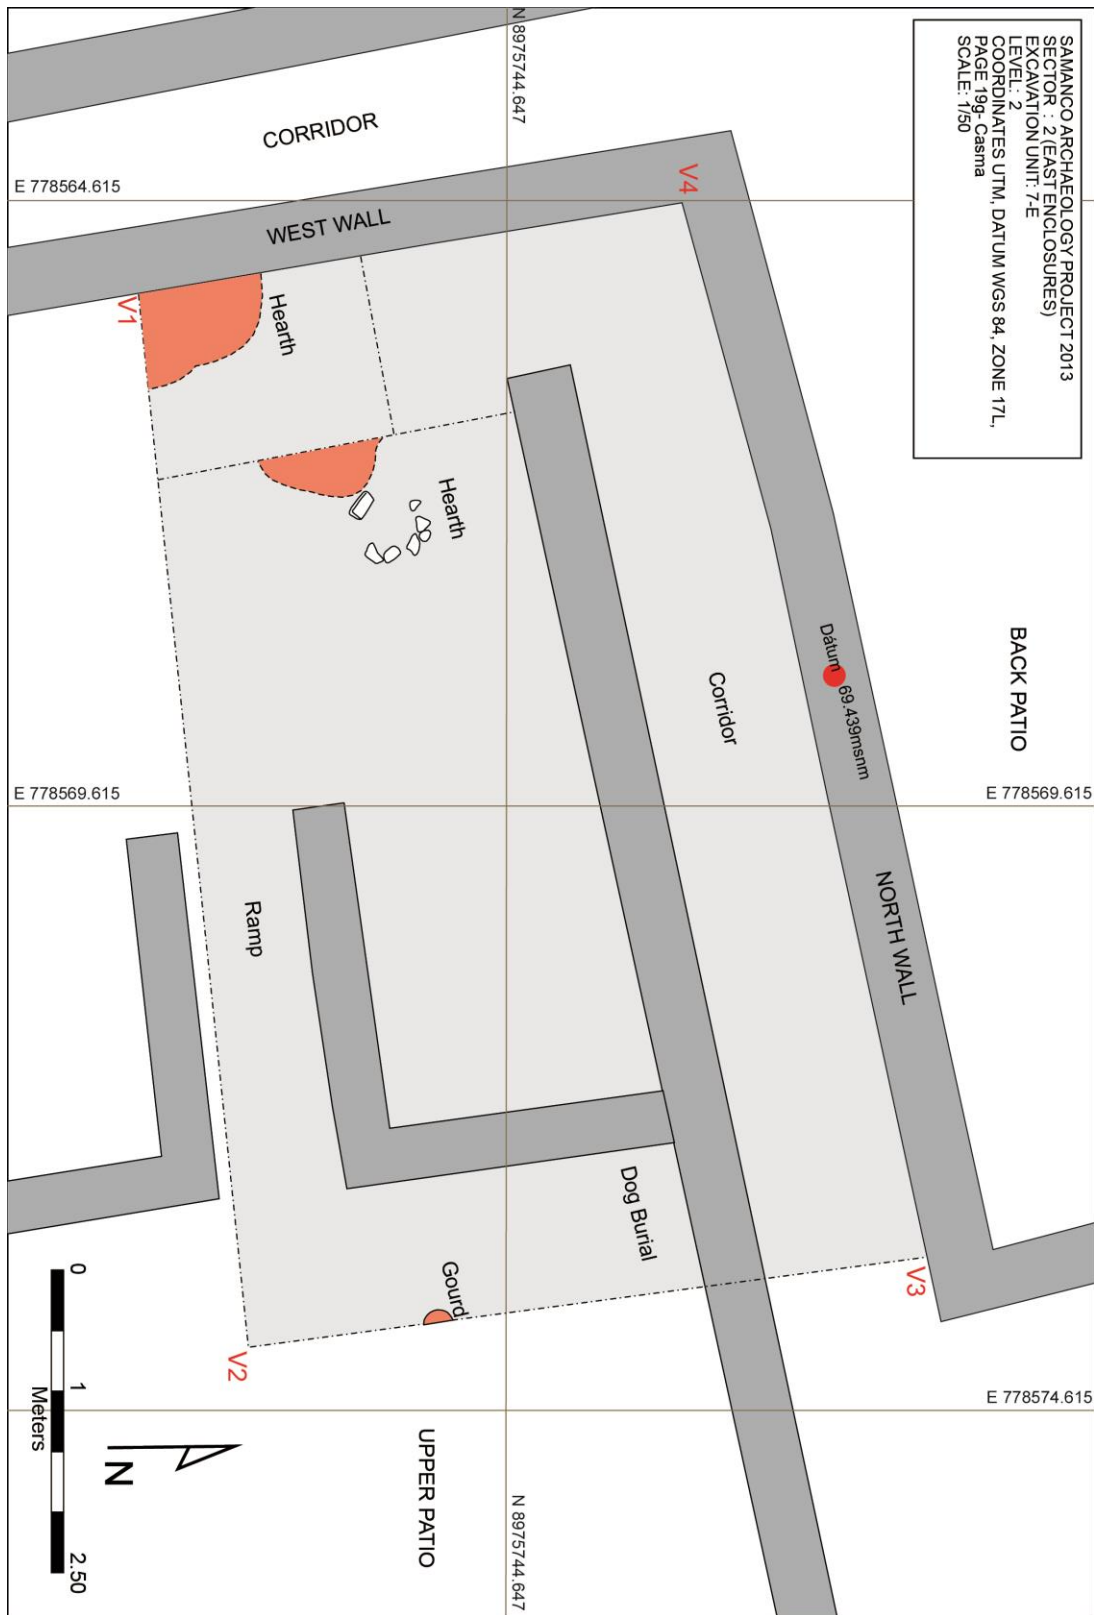 SAMANCO ARCHAEOLOGY PROJECT 2013
SECTOR : 2 (EAST ENCLOSURES)
EXCAVATION UNIT: 7-E
LEVEL: 2
COORDINATES UTM, DATUM WGS 84, ZONE 17L,
PAGE 19g- Casma
SCALE: 1/50
N 8975744.647
CORRIDOR
E 778564.615
V4
WEST WALL
V1
Hearth
Hearth
BACK PATIO
Dátum
69.439msnm
Corridor
E 778569.615
E 778569.615
NORTH WALL
Ramp
Dog Burial
Gourd
V3
V2
E 778574.615
UPPER PATIO
N 8975744.647
0
1
2.50
Meters
N